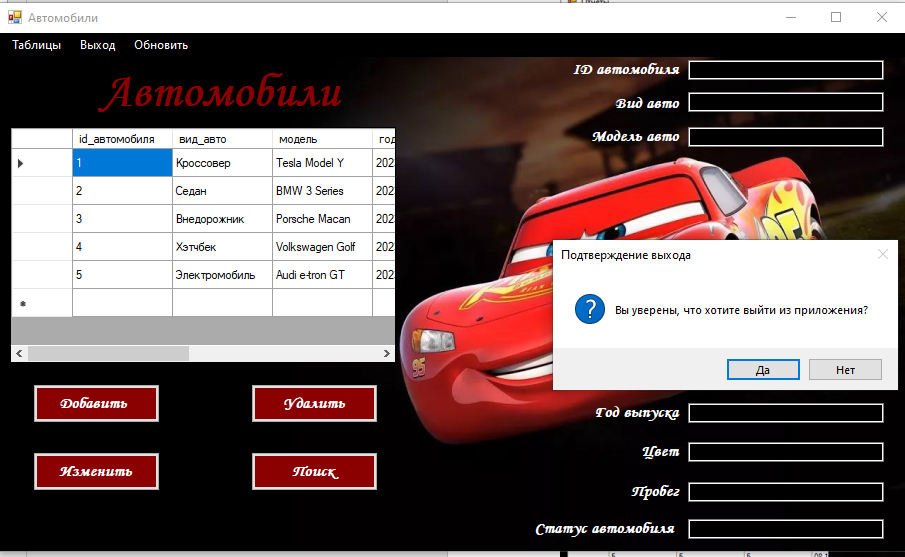 Автомобили
Таблицы Выход Обновить
Автомобили
ID автомобиля
Вид авто
Модель авто
id_автомобиля вид_авто модель год
1 Кроссовер Tesla Model Y 202
2 Седан BMW 3 Series 202
3 Внедорожник Porsche Macan 202
4 Хэтчбек Volkswagen Golf 202
5 Электромобиль Audi e-tron GT 202
95
95
Подтверждение выхода
Вы уверены, что хотите выйти из приложения?
Да Нет
Добавить Удалить
Изменить Поиск
Год выпуска
Цвет
Пробег
Статус автомобиля